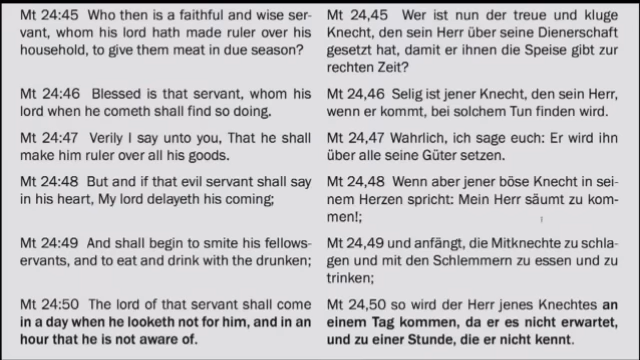 Mt 24:45 Who then is a faithful and wise ser-
vant, whom his lord hath made ruler over his
household, to give them meat in due season?
Mt 24:46 Blessed is that servant, whom his
lord when he cometh shall find so doing.
Mt 24:47 Verily I say unto you, That he shall
make him ruler over all his goods.
Mt 24:48 But and if that evil servant shall say
in his heart, My lord delayeth his coming;
Mt 24:49 And shall begin to smite his fellows-
ervants, and to eat and drink with the drunken;
Mt 24:50 The lord of that servant shall come
in a day when he looketh not for him, and in an
hour that he is not aware of.
Mt 24,45 Wer ist nun der treue und kluge
Knecht, den sein Herr über seine Dienerschaft
gesetzt hat, damit er ihnen die Speise gibt zur
rechten Zeit?
Mt 24,46 Selig ist jener Knecht, den sein Herr,
wenn er kommt, bei solchem Tun finden wird.
Mt 24,47 Wahrlich, ich sage euch: Er wird ihn
über alle seine Güter setzen.
Mt 24,48 Wenn aber jener böse Knecht in sei-
nem Herzen spricht: Mein Herr säumt zu kom-
men!;
Mt 24,49 und anfängt, die Mitknechte zu schla-
gen und mit den Schlemmern zu essen und zu
trinken;
Mt 24,50 so wird der Herr jenes Knechtes an
einem Tag kommen, da er es nicht erwartet,
und zu einer Stunde, die er nicht kennt.